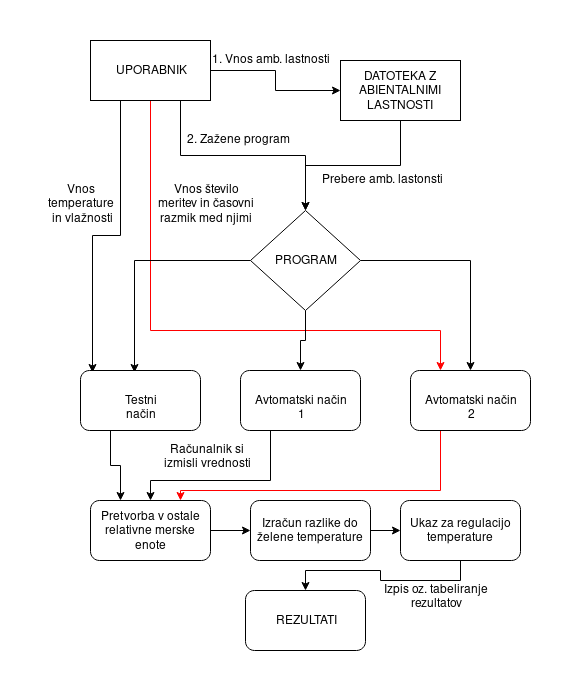 UPORABNIK
1. Vnos amb. lastnosti
DATOTEKA Z
ABIENTALNIMI
LASTNOSTI
2. Zažene program
Prebere amb. lastonsti
Vnos
temperature
in vlažnosti
Vnos število
meritev in časovni
razmik med njimi
PROGRAM
Testni
način
Avtomatski način
1
Avtomatski način
2
Računalnik si
izmisli vrednosti
Pretvorba v ostale
relativne merske
enote
Izračun razlike do
želene temperature
Ukaz za regulacijo
temperature
Izpis oz. tabeliranje
rezultatov
REZULTATI